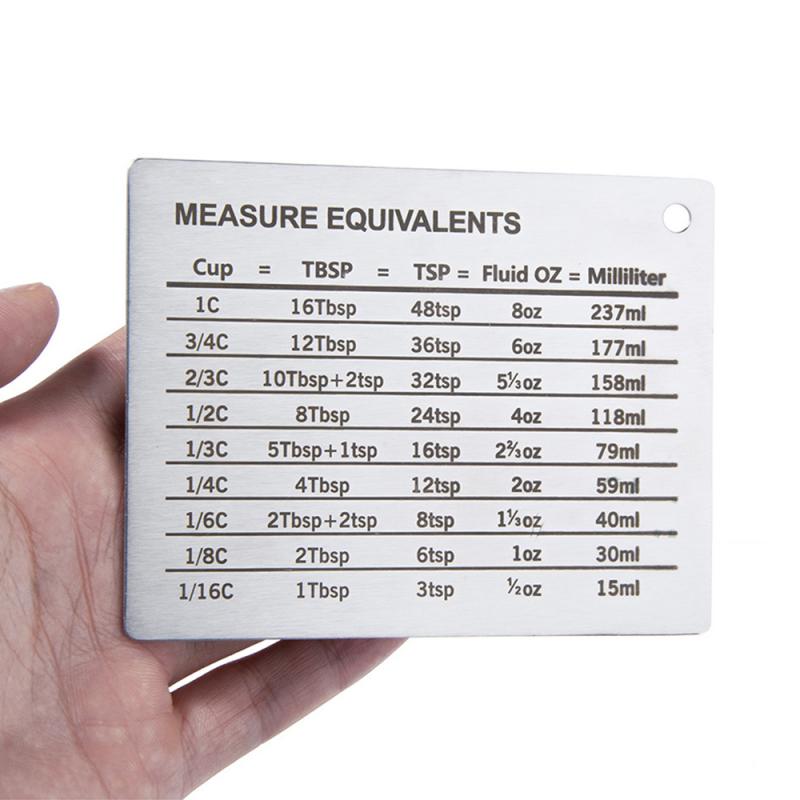 MEASURE EQUIVALENTS
Cup = TBSP = TSP = Fluid OZ = Milliliter
1C 16Tbsp 48tsp 8oz 237ml
3/4C 12Tbsp 36tsp 6oz 177ml
2/3C 10Tbsp+2tsp 32tsp 5⅓oz 158ml
1/2C 8Tbsp 24tsp 4oz 118ml
1/3C 5Tbsp+1tsp 16tsp 2⅔oz 79ml
1/4C 4Tbsp 12tsp 2oz 59ml
1/6C 2Tbsp+2tsp 8tsp 1⅓oz 40ml
1/8C 2Tbsp 6tsp 1oz 30ml
1/16C 1Tbsp 3tsp ½oz 15ml